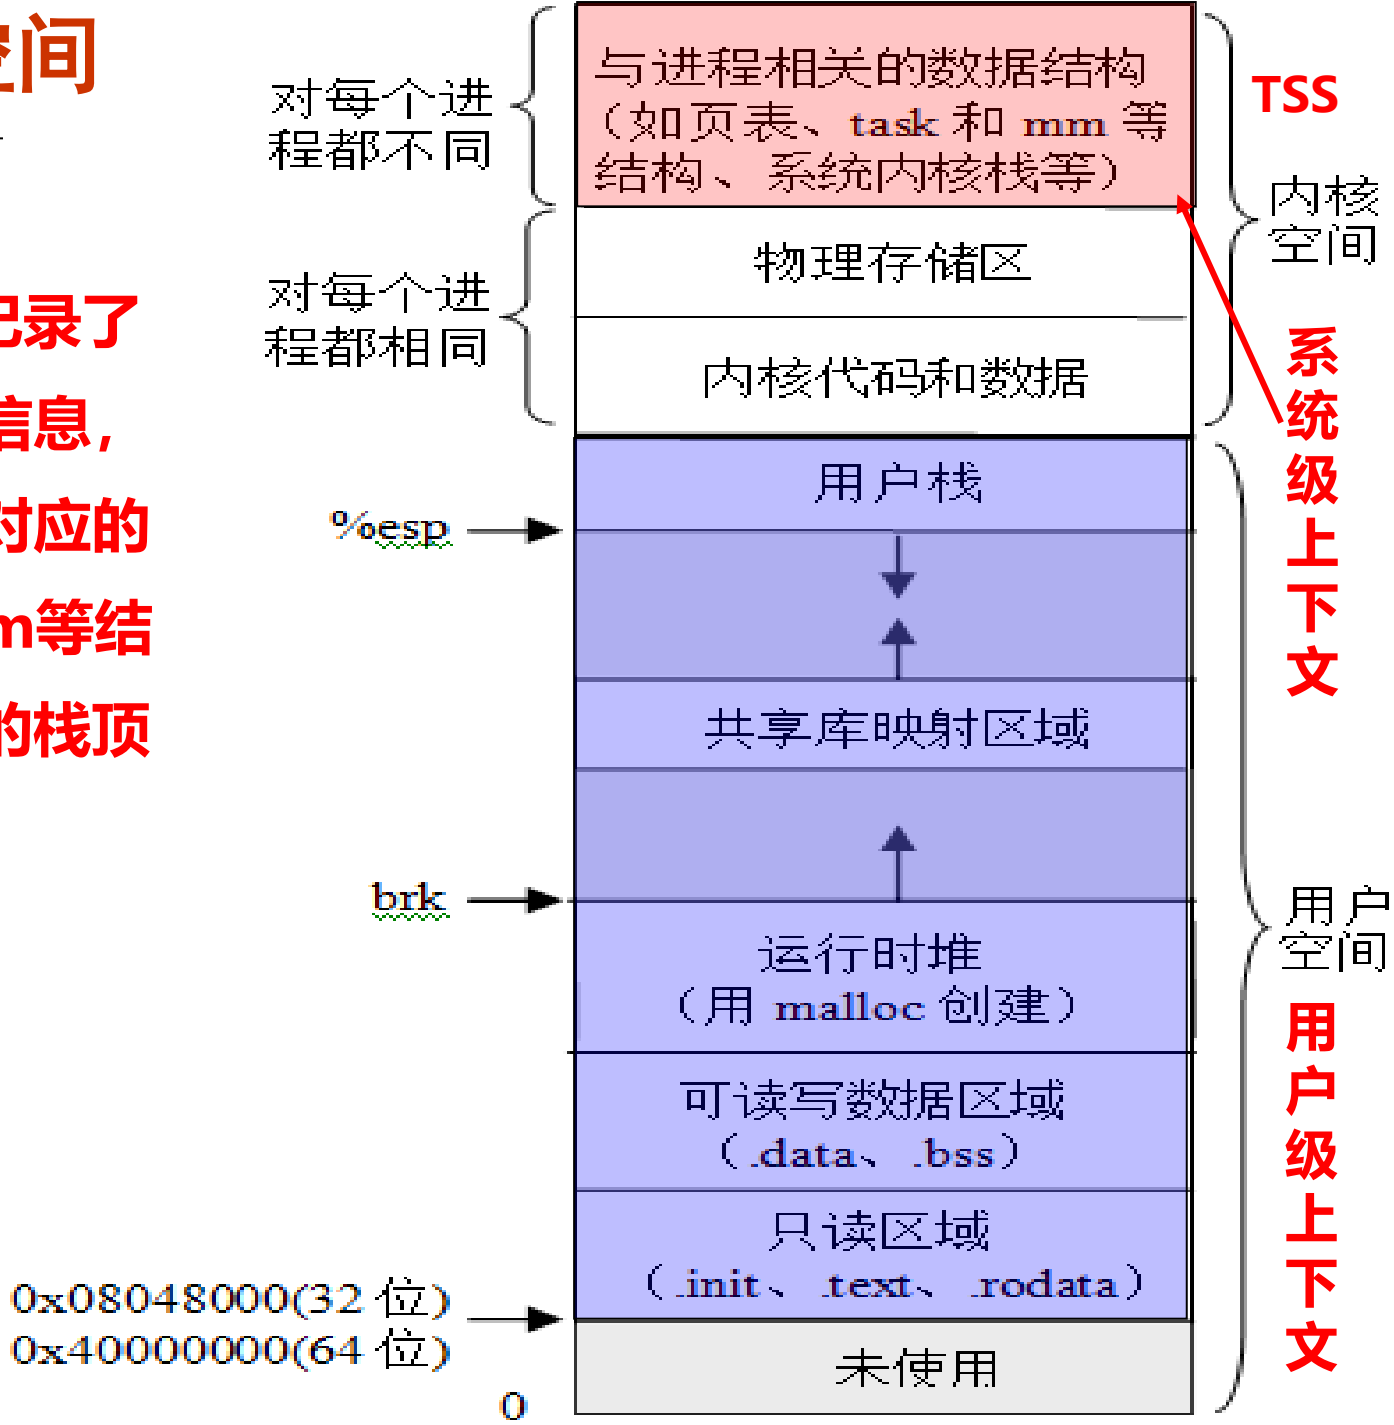 空间
对每个进
程都不同
与进程相关的数据结构
（如页表、task 和 mm 等
结构、系统内核栈等）
TSS
内核
空间
对每个进
程都相同
物理存储区
内核代码和数据
记录了
信息，
对应的
m等结
的栈顶
系
统
级
上
下
文
用户栈
%esp
共享库映射区域
brk
运行时堆
（用 malloc 创建）
用户
空间
可读写数据区域
（.data、.bss）
只读区域
（.init、.text、.rodata）
用
户
级
上
下
文
0x08048000(32 位)
0x40000000(64 位)
未使用
0